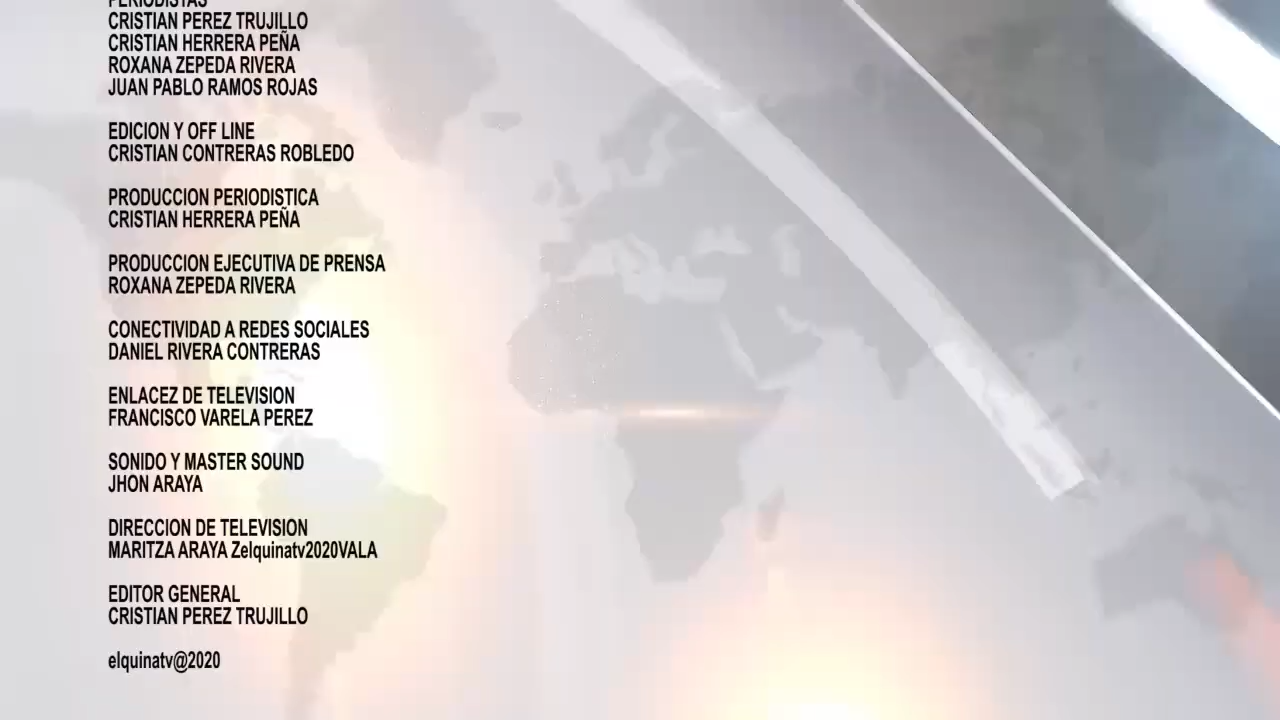 PERIODISTAS
CRISTIAN PEREZ TRUJILLO
CRISTIAN HERRERA PEÑA
ROXANA ZEPEDA RIVERA
JUAN PABLO RAMOS ROJAS
EDICION Y OFF LINE
CRISTIAN CONTRERAS ROBLEDO
PRODUCCION PERIODISTICA
CRISTIAN HERRERA PEÑA
PRODUCCION EJECUTIVA DE PRENSA
ROXANA ZEPEDA RIVERA
CONECTIVIDAD A REDES SOCIALES
DANIEL RIVERA CONTRERAS
ENLACEZ DE TELEVISION
FRANCISCO VARELA PEREZ
SONIDO Y MASTER SOUND
JHON ARAYA
DIRECCION DE TELEVISION
MARITZA ARAYA Zelquinatv2020VALA
EDITOR GENERAL
CRISTIAN PEREZ TRUJILLO
elquinatv@2020